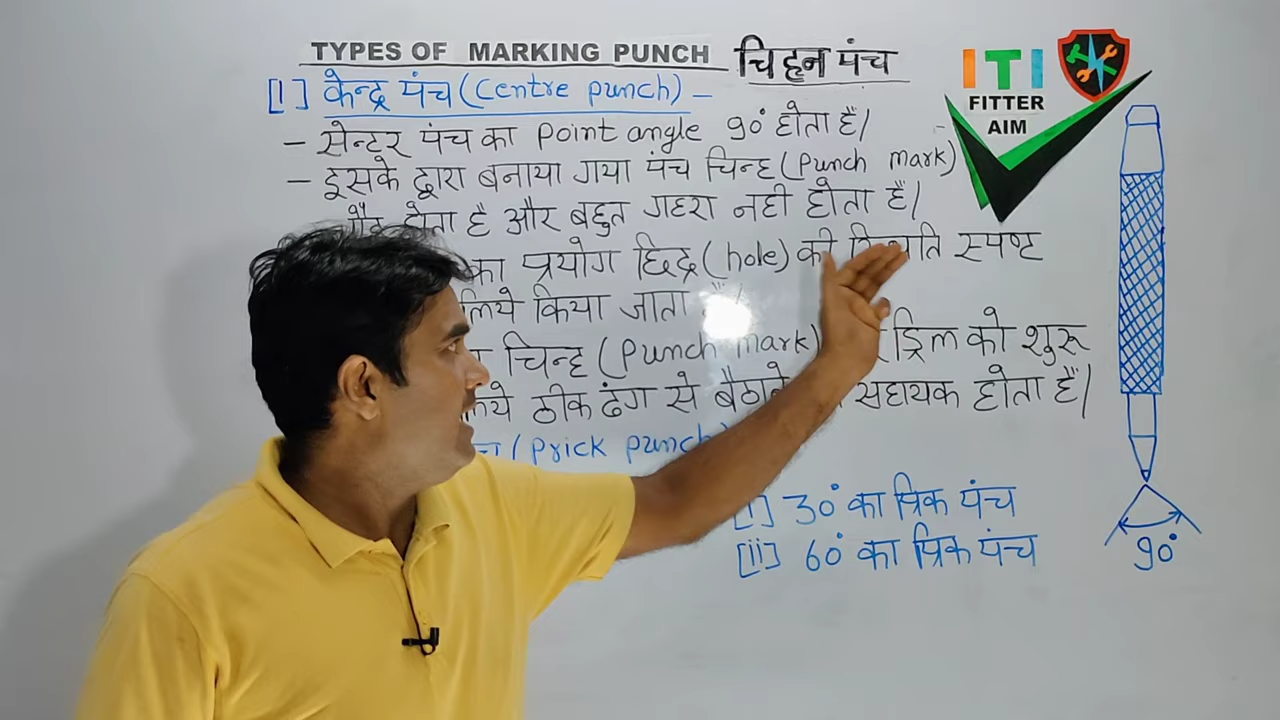 TYPES OF MARKING PUNCH चिह्न पंच
[I] केन्द्र पंच (Centre punch) –
– सेन्टर पंच का Point angle 90° होता हैं।
– इसके द्वारा बनाया गया पंच चिन्ह (Punch mark)
होता है और बहुत गहरा नही होता हैं।
का प्रयोग छिद्र (hole) की स्पष्ट
लिये किया जाता हैं।
चिन्ह (Punch mark) ड्रिल को शुरू
लिये ठीक ढंग से सहायक होता हैं।
(Prick punch)
[i] 30° का प्रिक पंच
[ii] 60° का प्रिक पंच
ITI
FITTER
AIM
90°